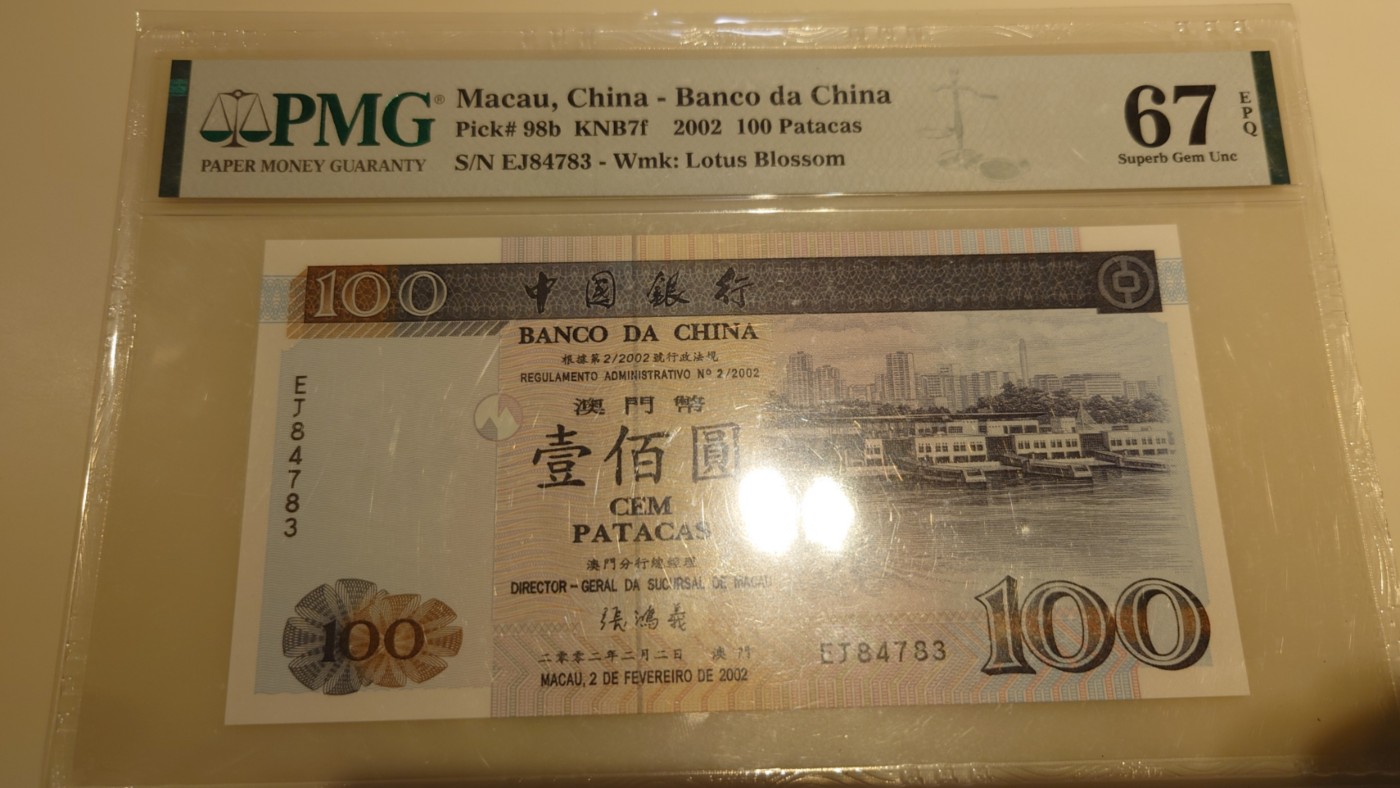 PMG®
PAPER MONEY GUARANTY
Macau, China - Banco da China
Pick# 98b KNB7f 2002 100 Patacas
S/N EJ84783 - Wmk: Lotus Blossom
67
EPQ
Superb Gem Unc
100
中國銀行
BANCO DA CHINA
根據第2/2002號行政法規
REGULAMENTO ADMINISTRATIVO Nº 2/2002
澳門幣
壹佰圓
CEM
PATACAS
澳門分行總經理
DIRECTOR-GERAL DA SUCURSAL DE MACAU
張鴻義
二零零二年二月二日 澳門
MACAU, 2 DE FEVEREIRO DE 2002
EJ84783
100
EJ84783
100